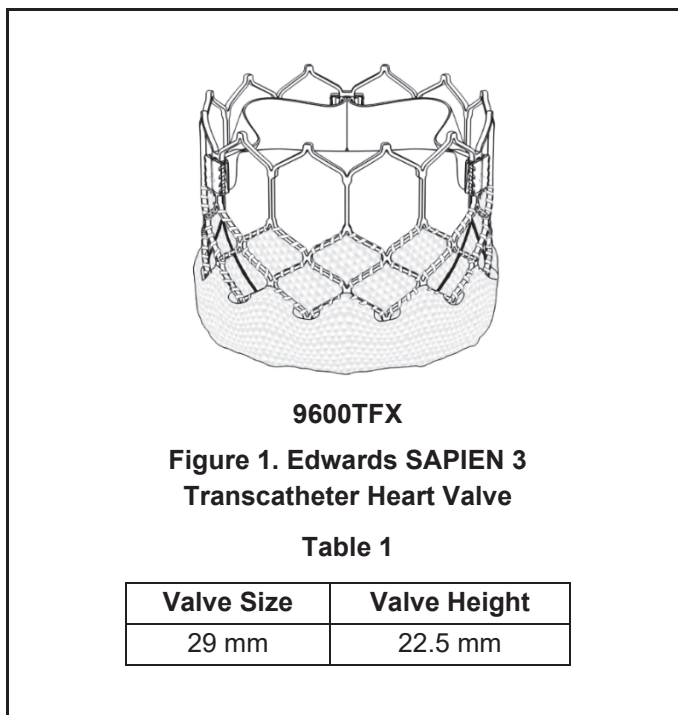 9600TFX
Figure 1. Edwards SAPIEN 3
Transcatheter Heart Valve
Table 1
Valve Size Valve Height
29 mm 22.5 mm